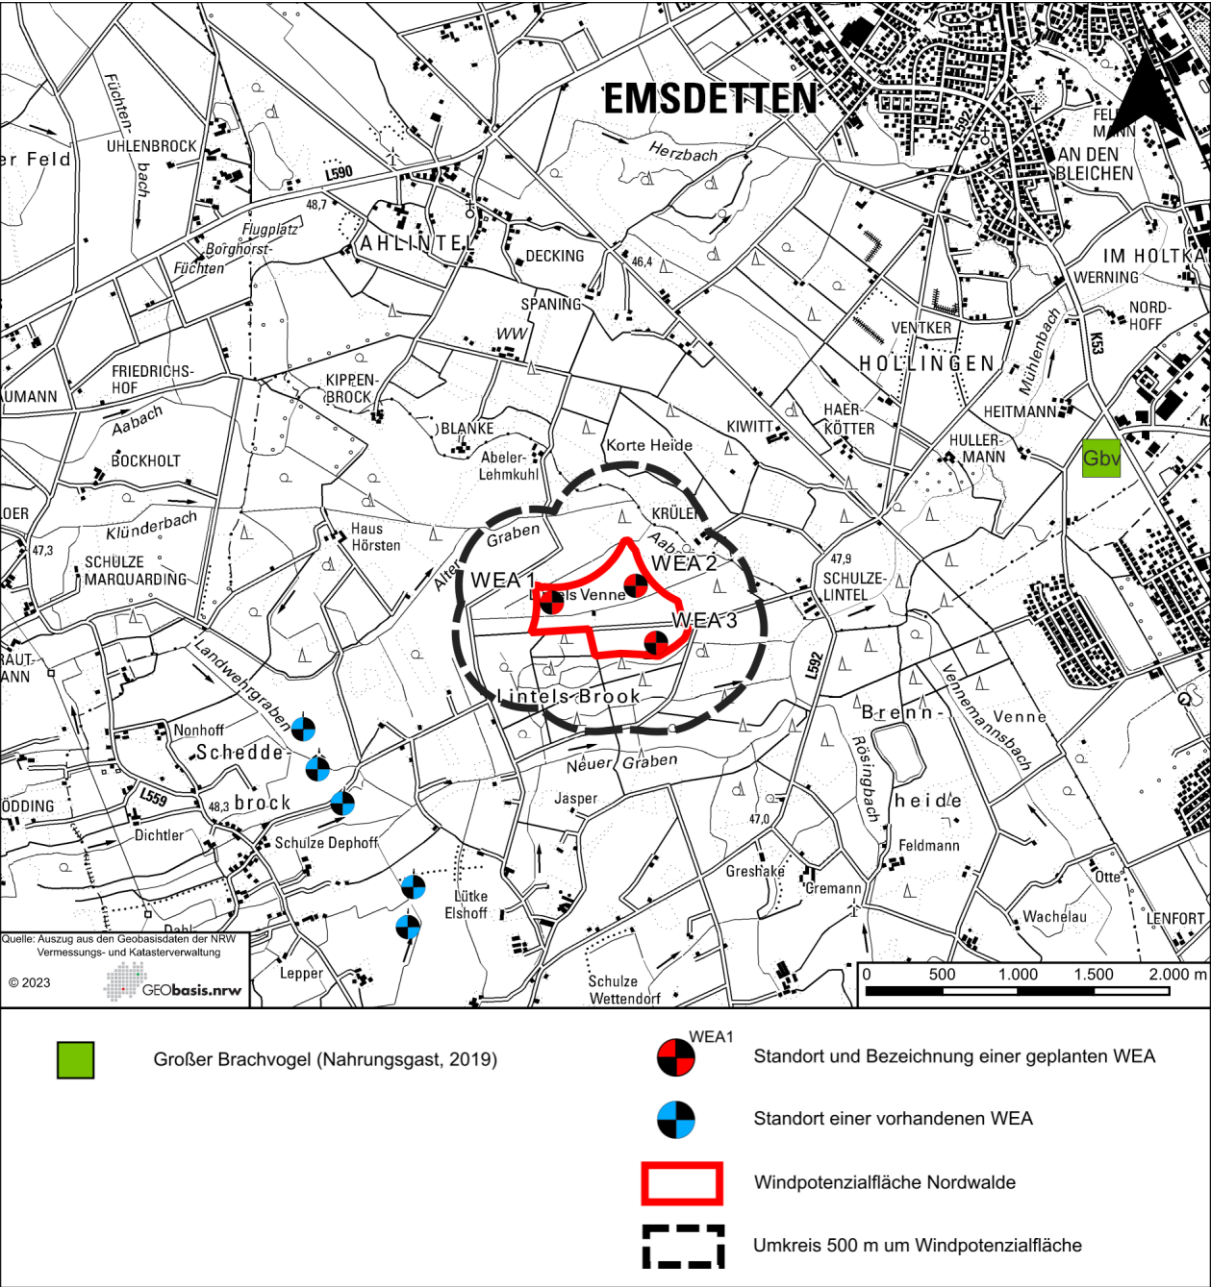 EMSDETTEN
Füchten-
bach
UHLENBROCK
er Feld
L590
48,7
Flugplatz
Borghorst-
Füchten
AHLINTEL
Herzbach
L592
AN DEN
BLEICHEN
DECKING
46,4
IM HOLTKA
WERNING
NORD-
HOFF
SPANING
WW
VENTKER
HOLLINGEN
Mühlenbach
K53
FRIEDRICHS-
HOF
AUMANN
Aabach
KIPPEN-
BROCK
BLANKE
BOCKHOLT
Abeler-
Lehmkuhl
Korte Heide
KIWITT
HAER-
KÖTTER
HEITMANN
HULLER-
MANN
Gbv
LOER
47,3
Klünderbach
SCHULZE
MARQUARDING
Haus
Hörsten
Alter
Graben
KRÜLER
WEA1
WEA2
WEA3
47,9
SCHULZE-
LINTEL
L592
Lintels Brook
Landwehrgraben
Nonhoff
Schedde-
brock
L559
48,3
ÖDDING
Dichtler
Schulze Dephoff
Neuer Graben
Jasper
Brenn-
heide
Rösingbach
Vennemannsbach
Venne
47,0
Greshake
Gremann
Feldmann
Otte
Wachelau
LENFORT
Lütke
Elshoff
Lepper
Schulze
Wettendorf
Quelle: Auszug aus den Geobasisdaten der NRW
Vermessungs- und Katasterverwaltung
© 2023
GEObasis.nrw
0 500 1.000 1.500 2.000 m
Großer Brachvogel (Nahrungsgast, 2019)
WEA1
Standort und Bezeichnung einer geplanten WEA
Standort einer vorhandenen WEA
Windpotenzialfläche Nordwalde
Umkreis 500 m um Windpotenzialfläche